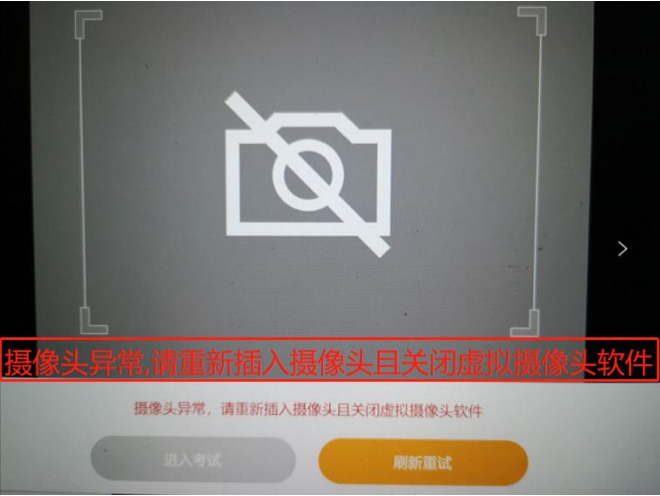 摄像头异常,请重新插入摄像头且关闭虚拟摄像头软件
摄像头异常，请重新插入摄像头且关闭虚拟摄像头软件
进入考试
刷新重试